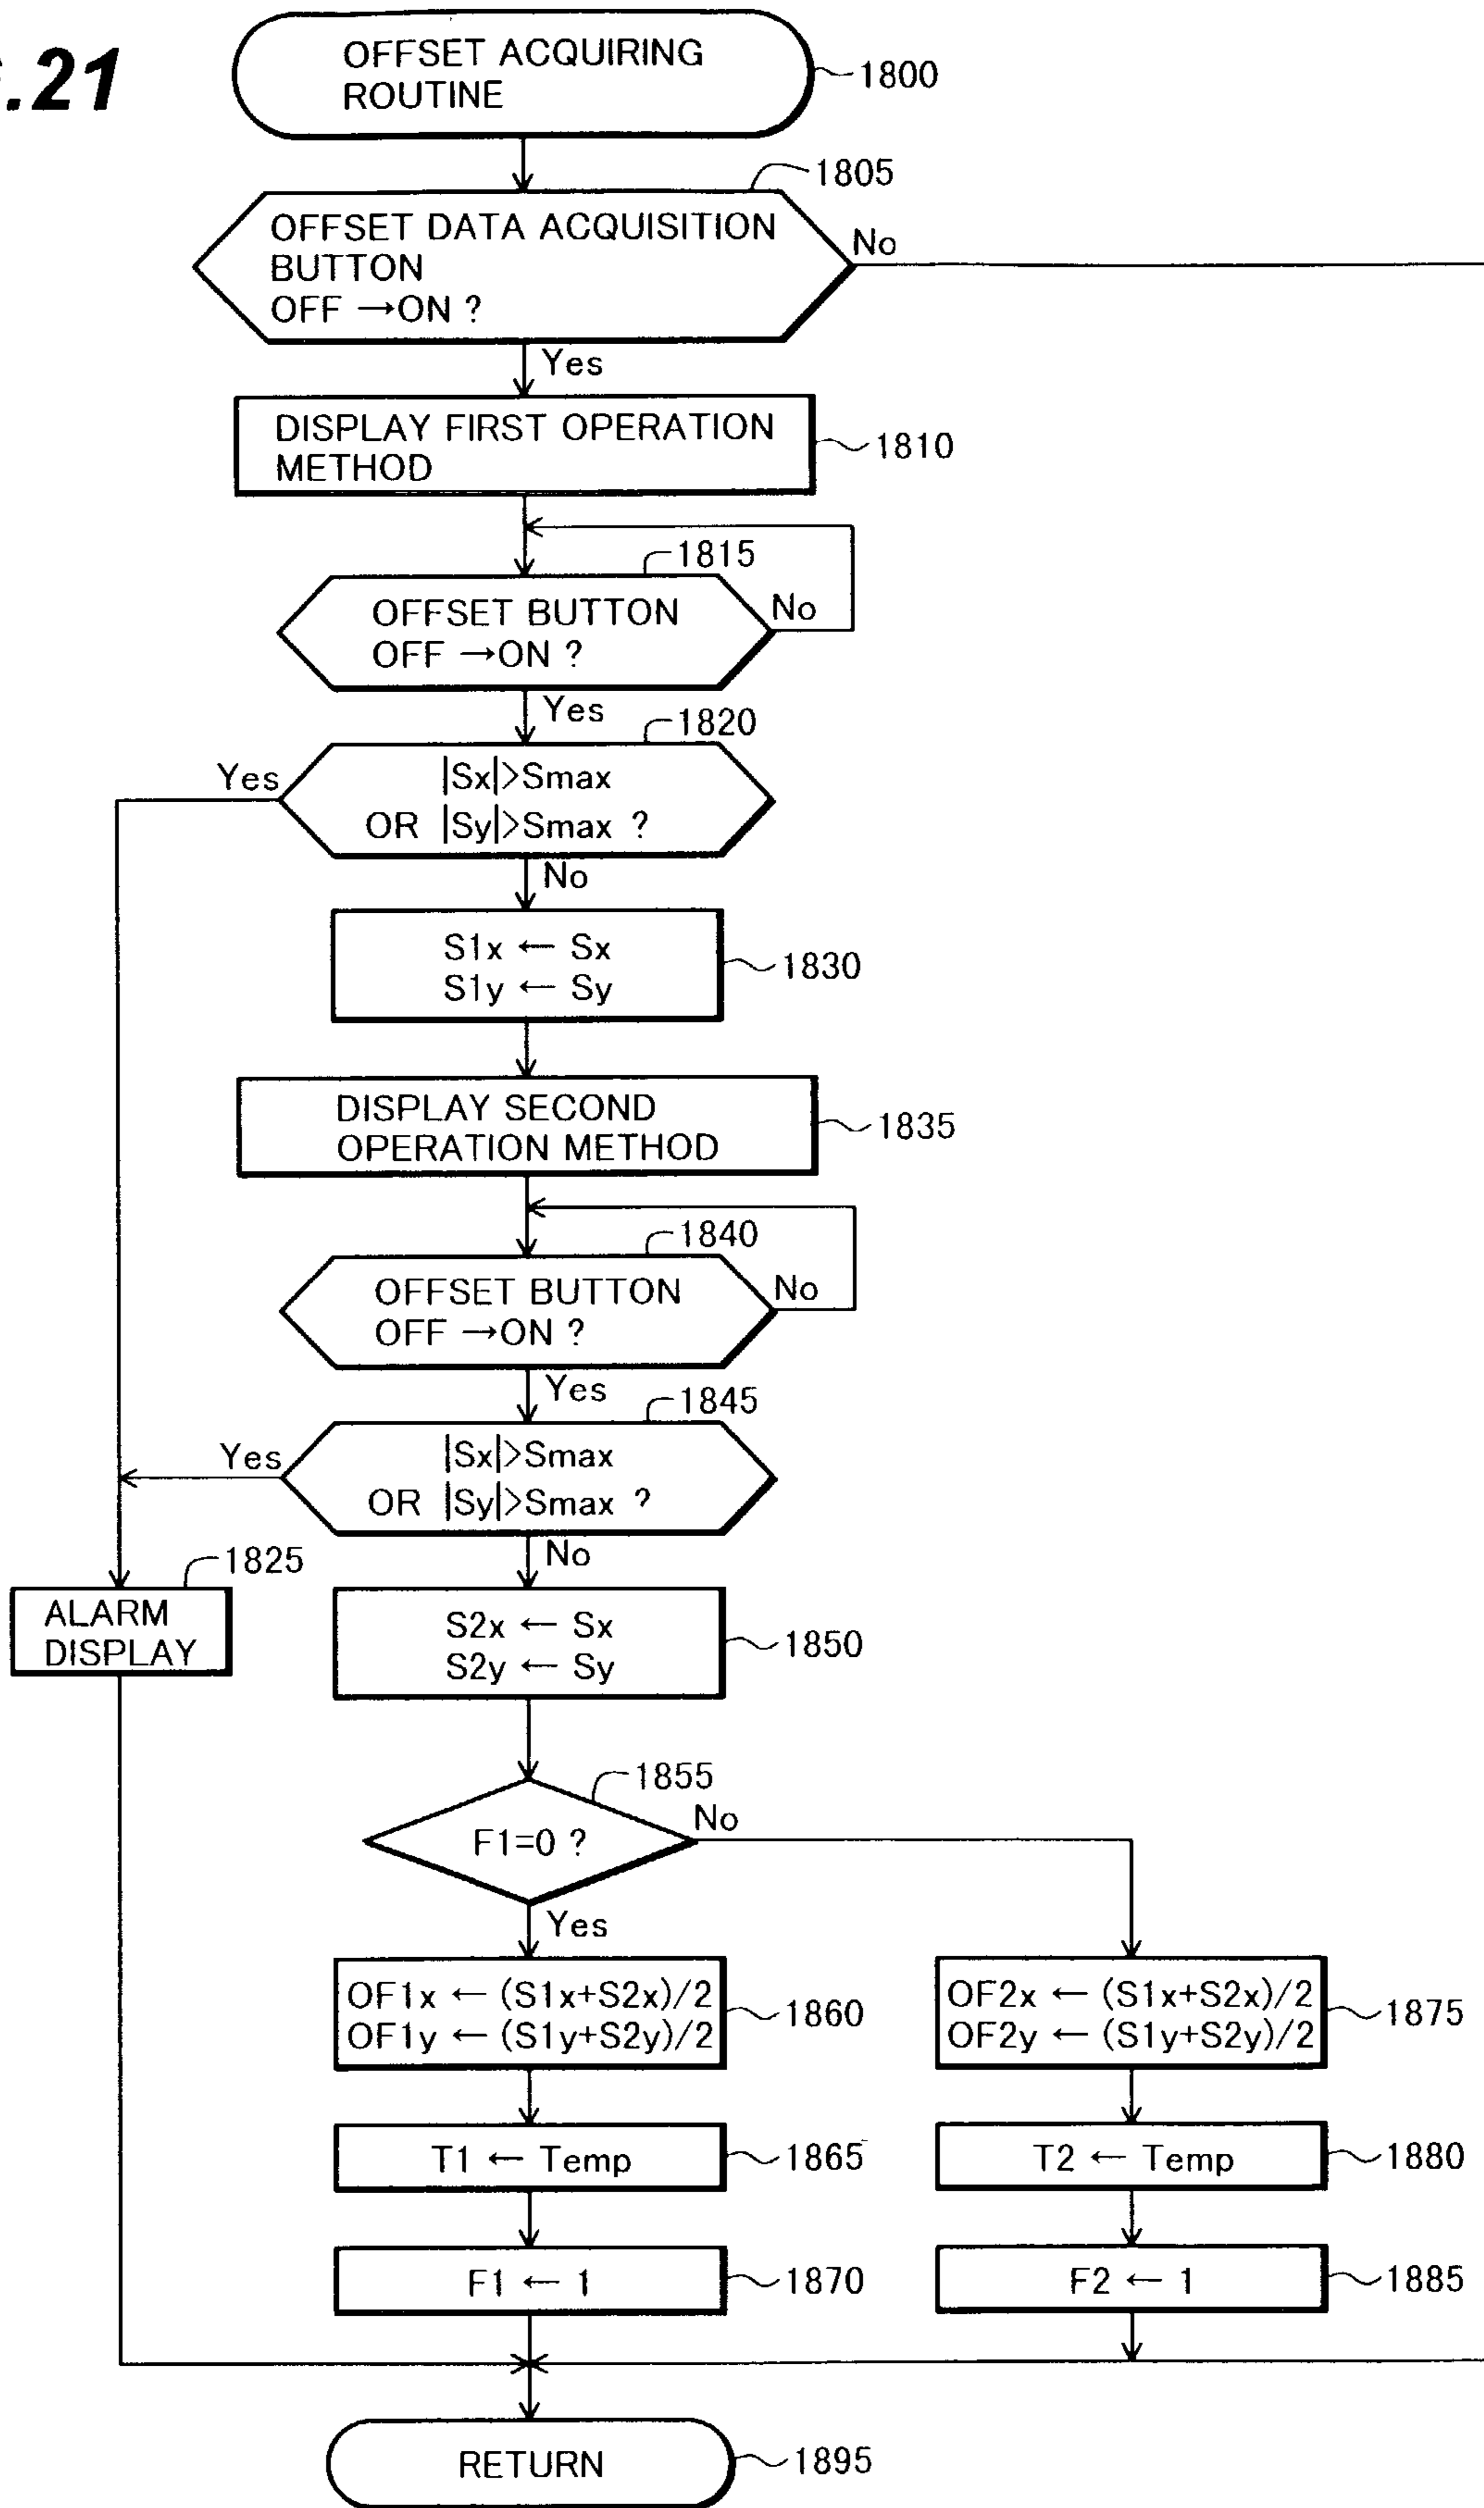 .21
OFFSET ACQUIRING
ROUTINE
1800
1805
OFFSET DATA ACQUISITION
BUTTON
OFF →ON ?
No
Yes
DISPLAY FIRST OPERATION
METHOD
1810
1815
OFFSET BUTTON
OFF →ON ?
No
Yes
1820
|Sx|>Smax
OR |Sy|>Smax ?
Yes
No
S1x ← Sx
S1y ← Sy
1830
DISPLAY SECOND
OPERATION METHOD
1835
1840
OFFSET BUTTON
OFF →ON ?
No
Yes
1845
|Sx|>Smax
OR |Sy|>Smax ?
Yes
No
1825
ALARM
DISPLAY
S2x ← Sx
S2y ← Sy
1850
1855
F1=0 ?
No
Yes
OF1x ← (S1x+S2x)/2
OF1y ← (S1y+S2y)/2
1860
OF2x ← (S1x+S2x)/2
OF2y ← (S1y+S2y)/2
1875
T1 ← Temp
1865
T2 ← Temp
1880
F1 ← 1
1870
F2 ← 1
1885
RETURN
1895